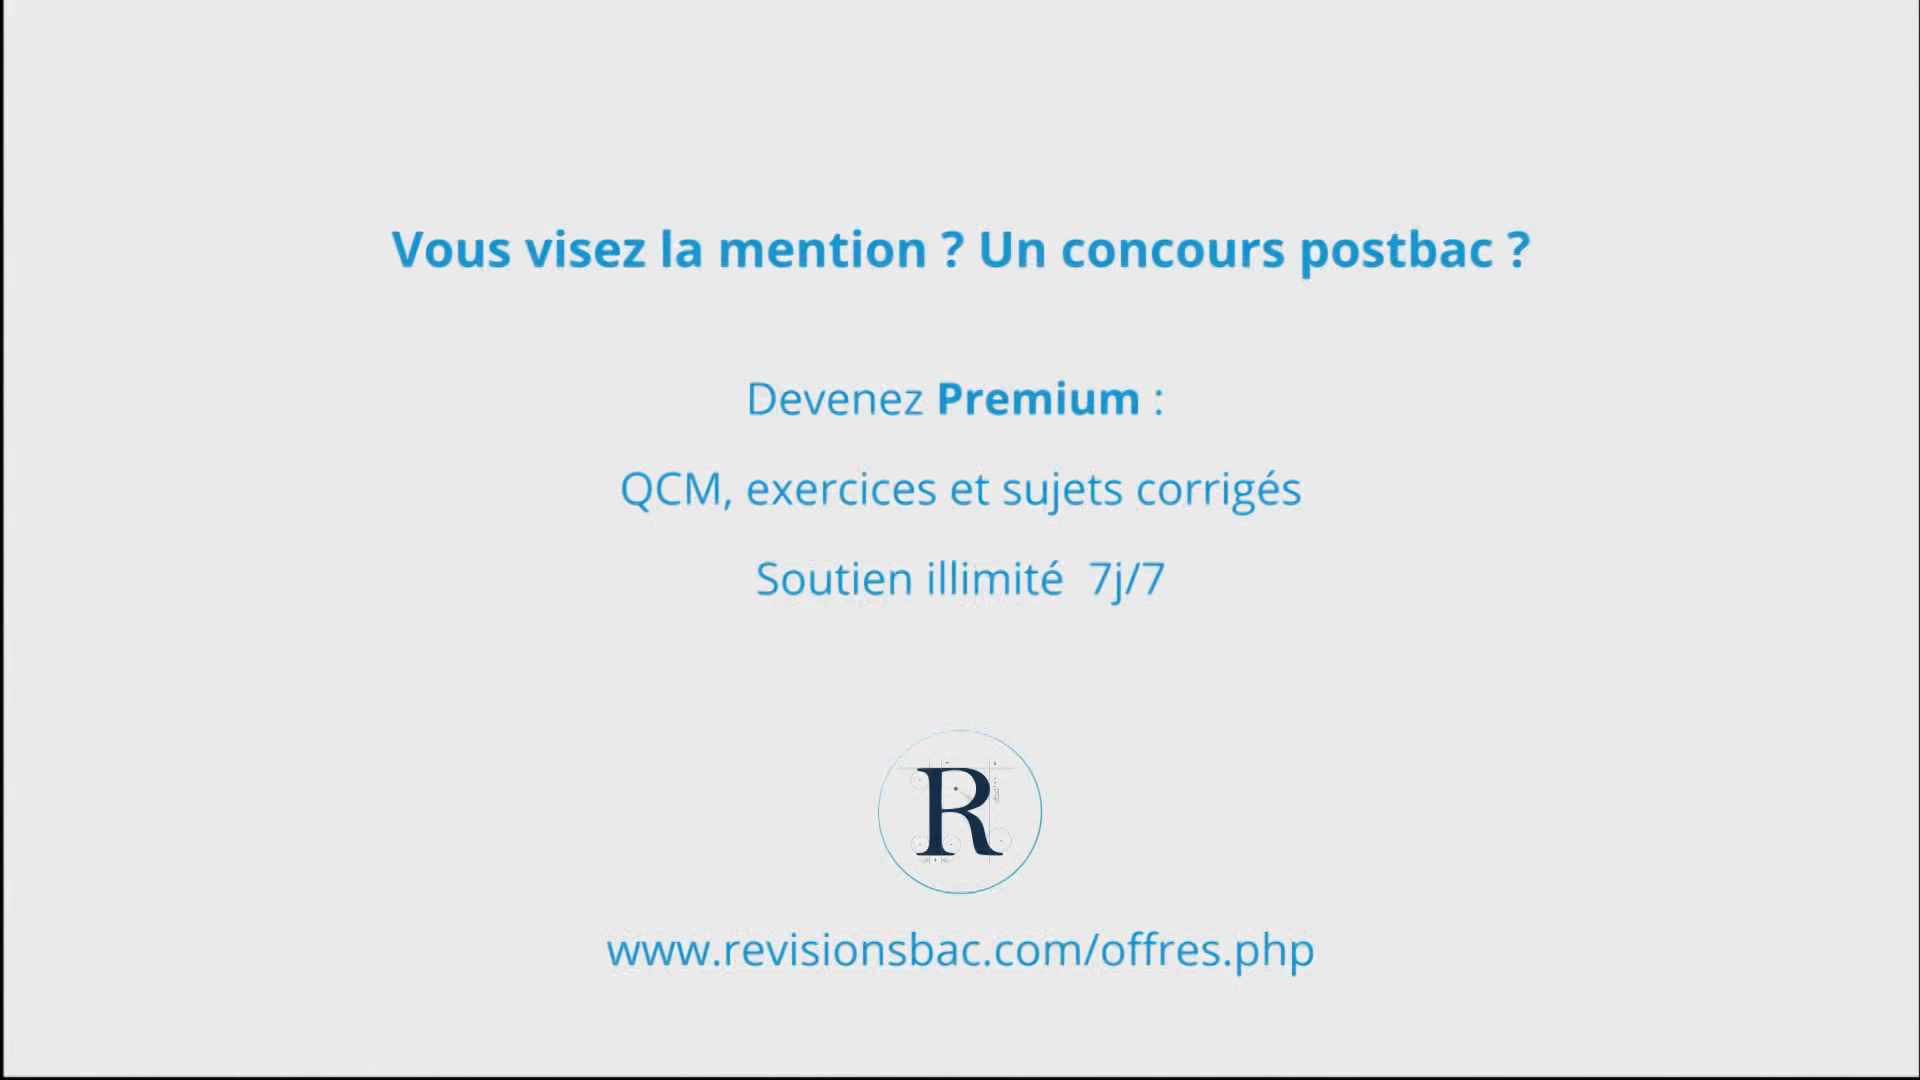 Vous visez la mention ? Un concours postbac ?
Devenez Premium :
QCM, exercices et sujets corrigés
Soutien illimité 7j/7
R
www.revisionsbac.com/offres.php